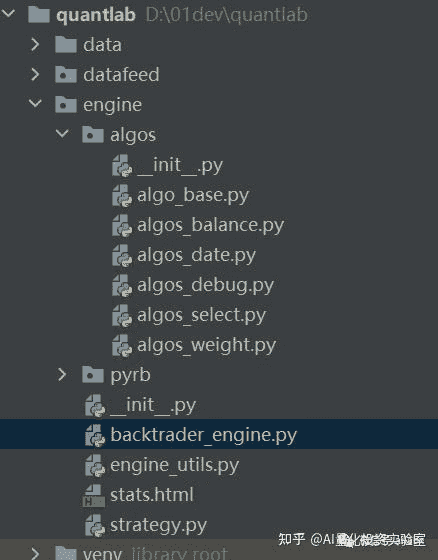 quantlab D:\01dev\quantlab
data
datafeed
engine
algos
__init__.py
algo_base.py
algos_balance.py
algos_date.py
algos_debug.py
algos_select.py
algos_weight.py
pyrb
__init__.py
backtrader_engine.py
engine_utils.py
stats.html
strategy.py
venv library root
知乎 @AI量化投资实验室